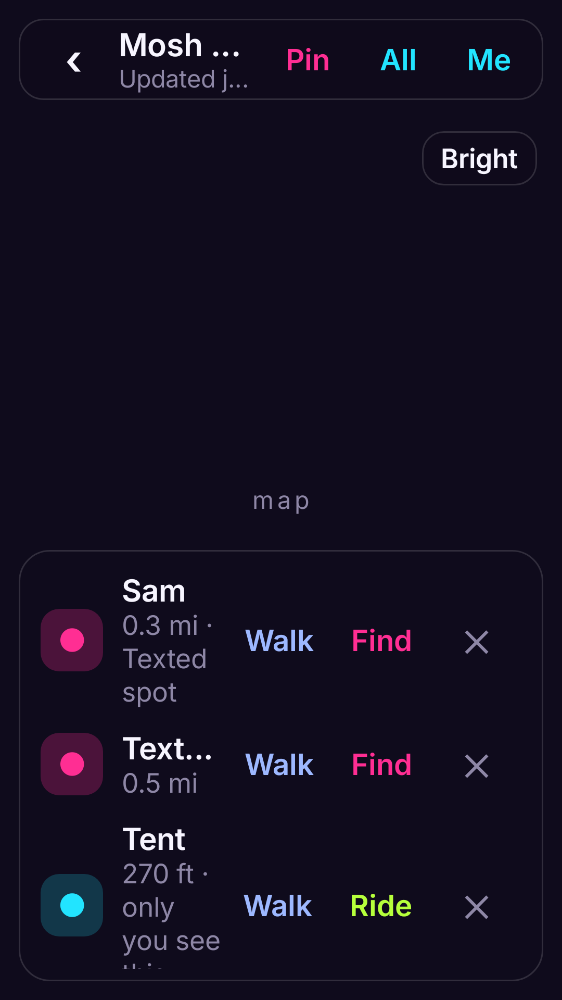 ‹ Mosh ... Pin All Me
Updated j...
Bright
map
Sam
0.3 mi ·
Texted
spot
Walk Find ×
Text...
0.5 mi
Walk Find ×
Tent
270 ft ·
only
you see
Walk Ride ×